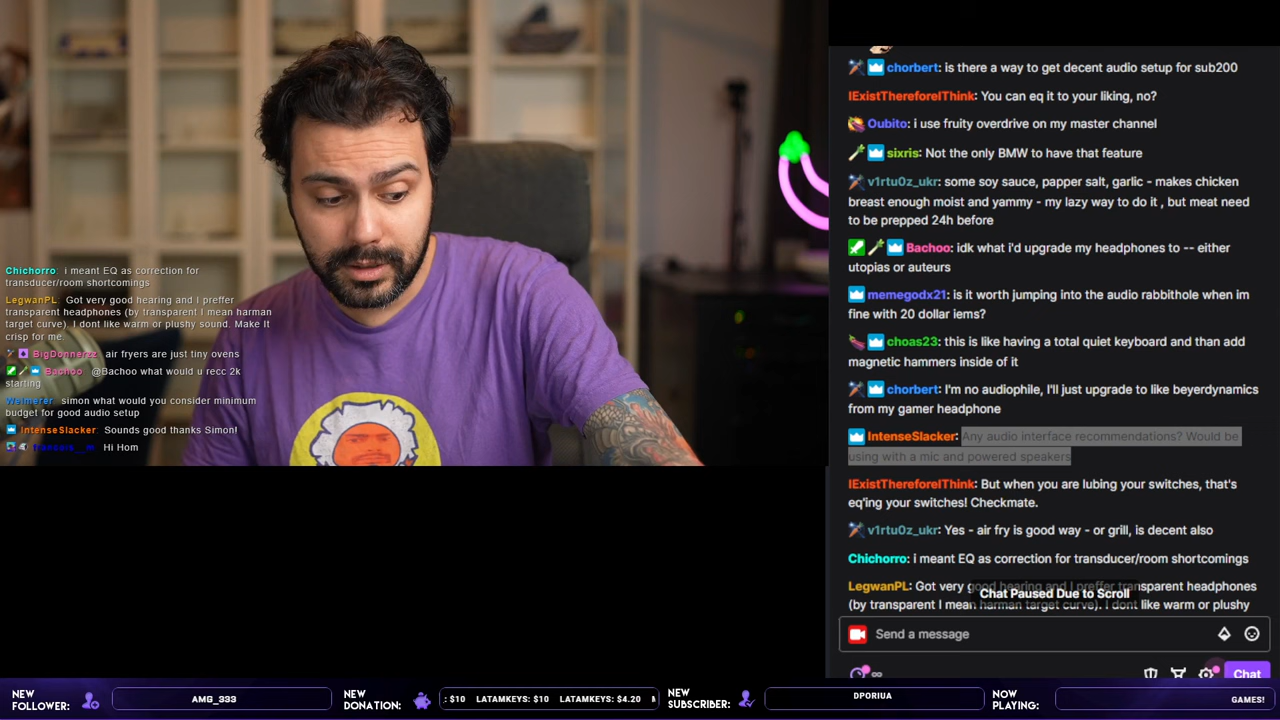 chorbert: is there a way to get decent audio setup for sub200
IExistThereforeIThink: You can eq it to your liking, no?
Oubito: i use fruity overdrive on my master channel
sixris: Not the only BMW to have that feature
v1rtu0z_ukr: some soy sauce, papper salt, garlic - makes chicken
breast enough moist and yammy - my lazy way to do it , but meat need
to be prepped 24h before
Bachoo: idk what i'd upgrade my headphones to -- either
utopias or auteurs
memegodx21: is it worth jumping into the audio rabbithole when im
fine with 20 dollar iems?
choas23: this is like having a total quiet keyboard and than add
magnetic hammers inside of it
chorbert: I'm no audiophile, I'll just upgrade to like beyerdynamics
from my gamer headphone
IntenseSlacker: Any audio interface recommendations? Would be
using with a mic and powered speakers
IExistThereforeIThink: But when you are lubing your switches, that's
eq'ing your switches! Checkmate.
v1rtu0z_ukr: Yes - air fry is good way - or grill, is decent also
Chichorro: i meant EQ as correction for transducer/room shortcomings
LegwanPL: Got very good hearing and I preffer transparent headphones
(by transparent I mean harman target curve). I dont like warm or plushy
Chat Paused Due to Scroll
Send a message
Chat
Chichorro: i meant EQ as correction for
transducer/room shortcomings
LegwanPL: Got very good hearing and I preffer
transparent headphones (by transparent I mean harman
target curve). I dont like warm or plushy sound. Make it
crisp for me.
BigDonnerzz air fryers are just tiny ovens
Bachoo: @Bachoo what would u recc 2k
starting
Welmerer: simon what you consider minimum
budget for good audio setup
IntenseSlacker: Sounds good thanks Simon!
Hi Hom
NEW
FOLLOWER:
AMG_333
NEW
DONATION:
: $10 LATAMKEYS: $10 LATAMKEYS: $4.20
NEW
SUBSCRIBER:
DPORIUA
NOW
PLAYING:
GAMES!